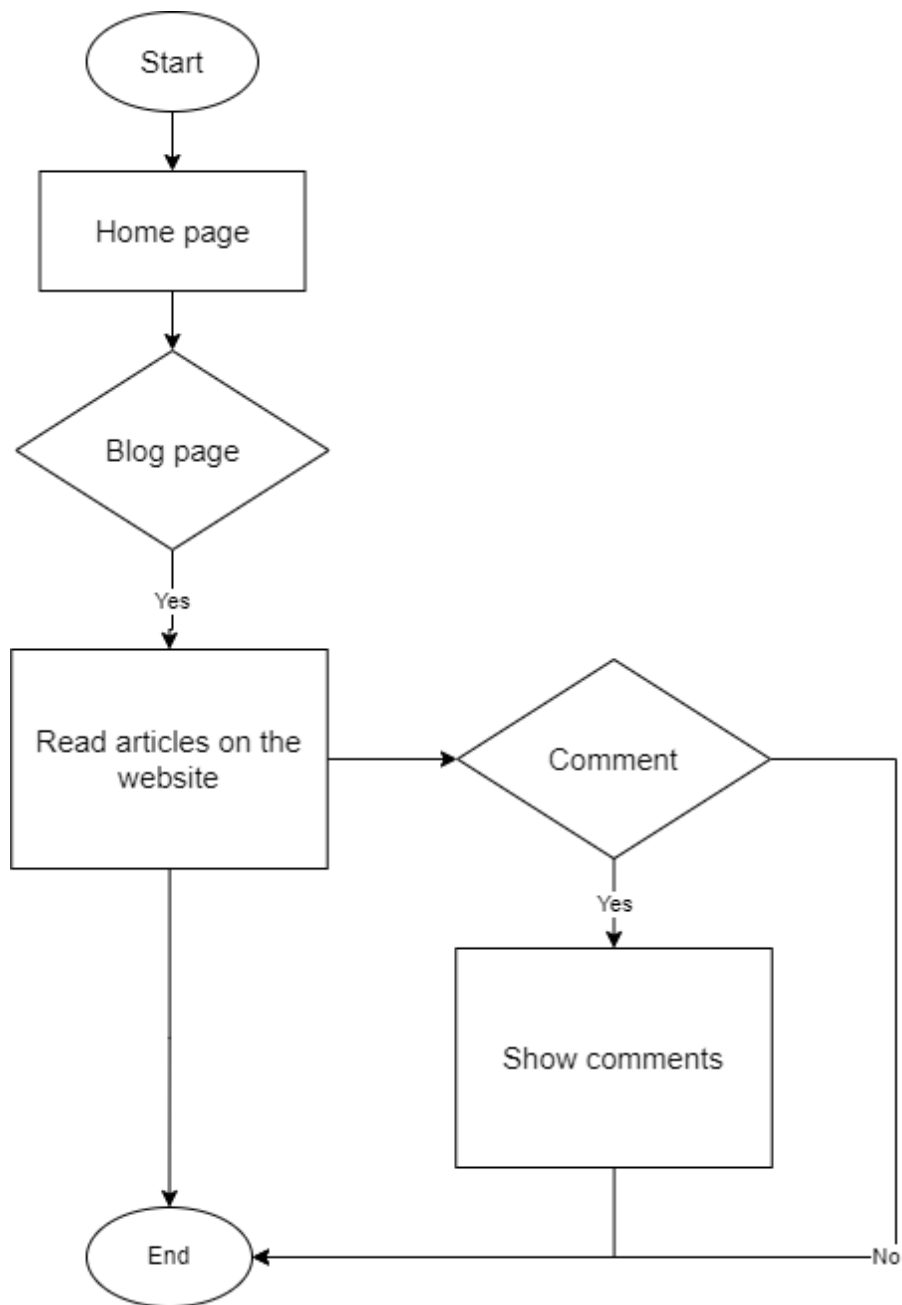 Start
Home page
Blog page
Yes
Read articles on the
website
Comment
Yes
Show comments
End
No